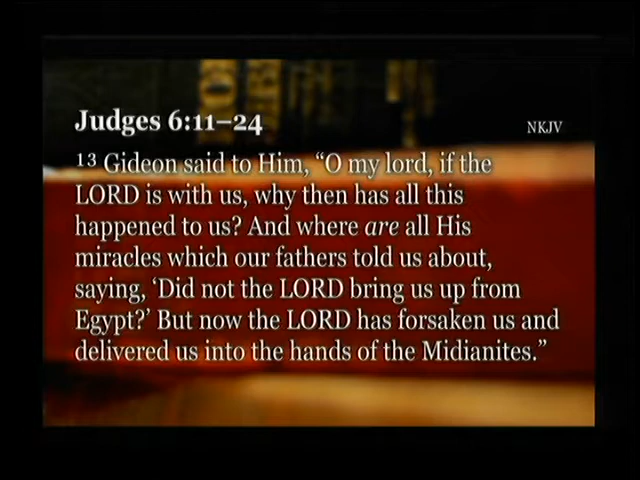 Judges 6:11–24
NKJV
¹³ Gideon said to Him, “O my lord, if the
LORD is with us, why then has all this
happened to us? And where are all His
miracles which our fathers told us about,
saying, ‘Did not the LORD bring us up from
Egypt?’ But now the LORD has forsaken us and
delivered us into the hands of the Midianites.”